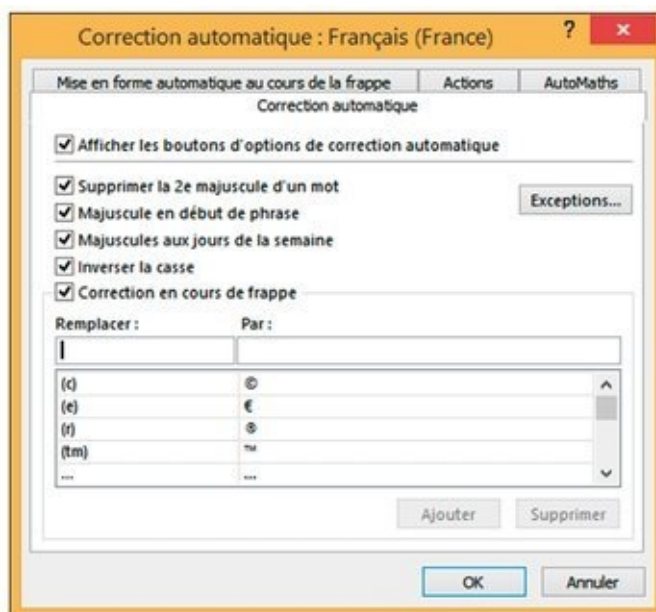 Correction automatique : Français (France)
?
Mise en forme automatique au cours de la frappe Actions AutoMaths
Correction automatique
Afficher les boutons d'options de correction automatique
Supprimer la 2e majuscule d'un mot
Exceptions...
Majuscule en début de phrase
Majuscules aux jours de la semaine
Inverser la casse
Correction en cours de frappe
Remplacer : Par :
(c) ©
(e) €
(r) ®
(tm) ™
... ...
Ajouter Supprimer
OK Annuler